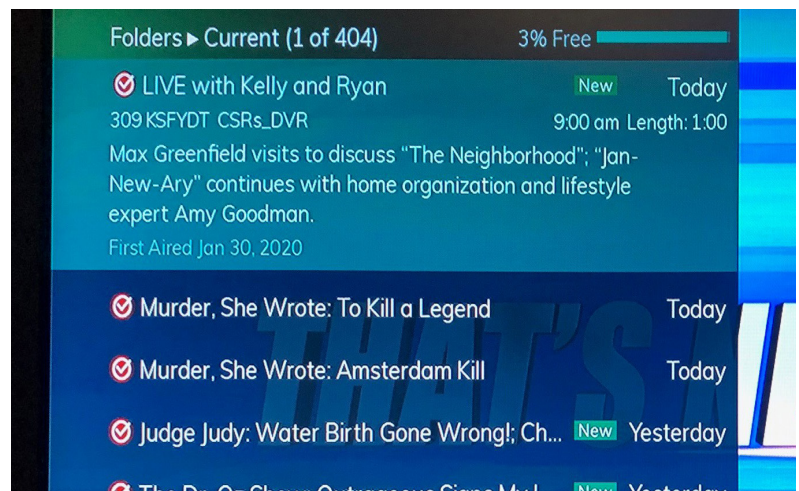 Folders ▸ Current (1 of 404) 3% Free
LIVE with Kelly and Ryan New Today
309 KSFYDT CSRs_DVR 9:00 am Length: 1:00
Max Greenfield visits to discuss “The Neighborhood”; “Jan-
New-Ary” continues with home organization and lifestyle
expert Amy Goodman.
First Aired Jan 30, 2020
Murder, She Wrote: To Kill a Legend Today
Murder, She Wrote: Amsterdam Kill Today
THAT'S
Judge Judy: Water Birth Gone Wrong!; Ch... New Yesterday
New Yesterday